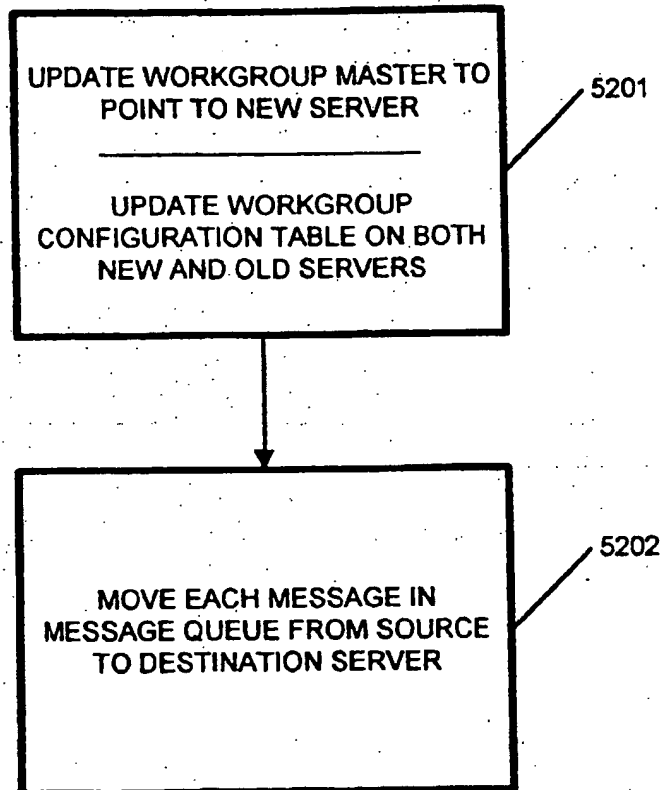 UPDATE WORKGROUP MASTER TO
POINT TO NEW SERVER
5201
UPDATE WORKGROUP
CONFIGURATION TABLE ON BOTH
NEW AND OLD SERVERS
5202
MOVE EACH MESSAGE IN
MESSAGE QUEUE FROM SOURCE
TO DESTINATION SERVER